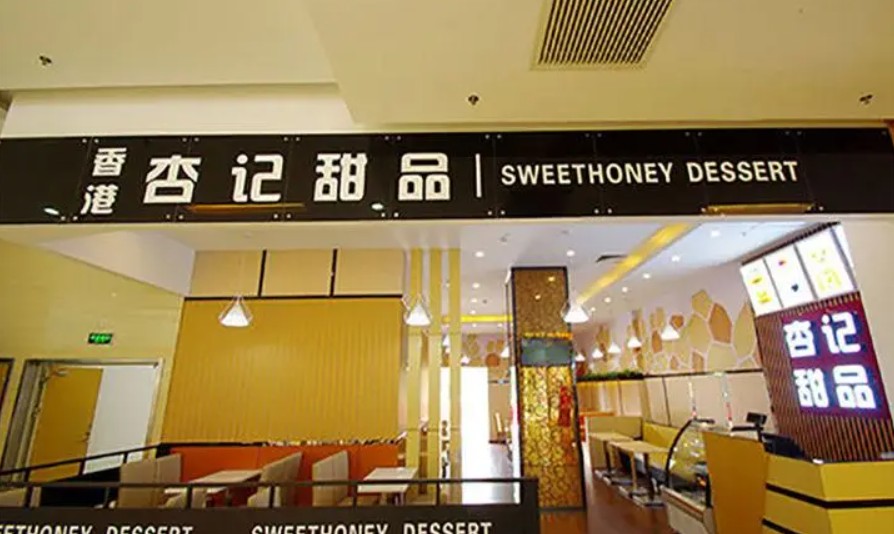 香港 杏记甜品 | SWEETHONEY DESSERT
杏记
甜品
SWEETHONEY DESSERT SWEETHONEY DESSERT